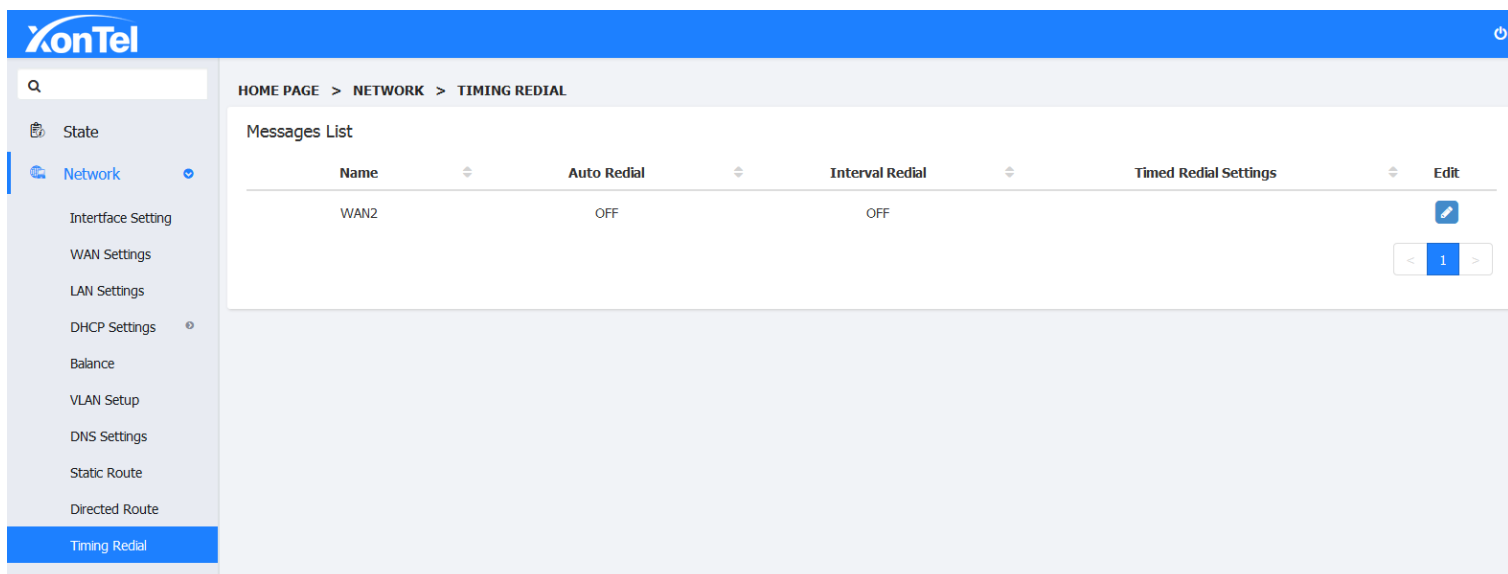 XonTel
HOME PAGE > NETWORK > TIMING REDIAL
State
Network
Intertface Setting
WAN Settings
LAN Settings
DHCP Settings
Balance
VLAN Setup
DNS Settings
Static Route
Directed Route
Timing Redial
Messages List
Name Auto Redial Interval Redial Timed Redial Settings Edit
WAN2 OFF OFF
< 1 >